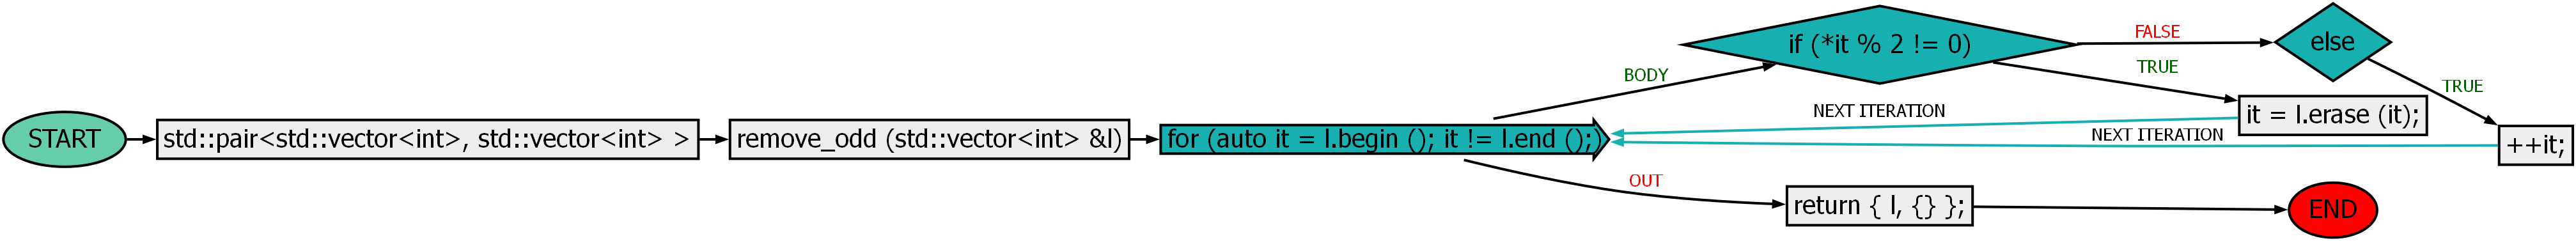 START
std::pair<std::vector<int>, std::vector<int> >
remove_odd (std::vector<int> &l)
for (auto it = l.begin (); it != l.end ();)
BODY
if (*it % 2 != 0)
FALSE
else
TRUE
TRUE
it = l.erase (it);
NEXT ITERATION
++it;
NEXT ITERATION
OUT
return { l, {} };
END